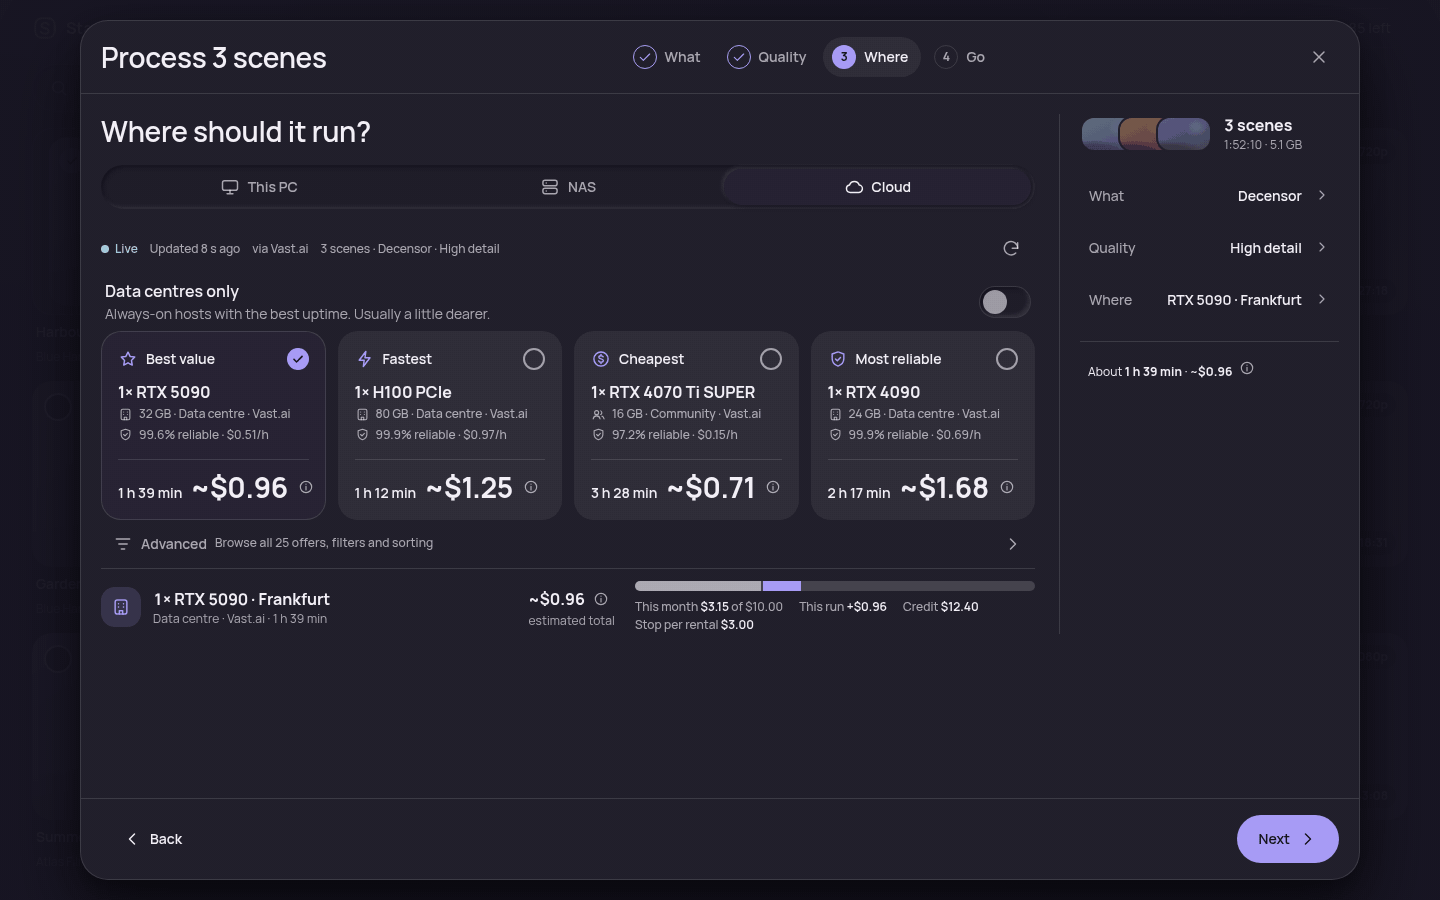 Process 3 scenes
What
Quality
3 Where
4 Go
Where should it run?
This PC
NAS
Cloud
Live Updated 8 s ago via Vast.ai 3 scenes · Decensor · High detail
Data centres only
Always-on hosts with the best uptime. Usually a little dearer.
Best value
1× RTX 5090
32 GB · Data centre · Vast.ai
99.6% reliable · $0.51/h
1 h 39 min ~$0.96
Fastest
1× H100 PCIe
80 GB · Data centre · Vast.ai
99.9% reliable · $0.97/h
1 h 12 min ~$1.25
Cheapest
1× RTX 4070 Ti SUPER
16 GB · Community · Vast.ai
97.2% reliable · $0.15/h
3 h 28 min ~$0.71
Most reliable
1× RTX 4090
24 GB · Data centre · Vast.ai
99.9% reliable · $0.69/h
2 h 17 min ~$1.68
Advanced Browse all 25 offers, filters and sorting
1× RTX 5090 · Frankfurt
Data centre · Vast.ai · 1 h 39 min
~$0.96
estimated total
This month $3.15 of $10.00 This run +$0.96 Credit $12.40
Stop per rental $3.00
3 scenes
1:52:10 · 5.1 GB
What Decensor
Quality High detail
Where RTX 5090 · Frankfurt
About 1 h 39 min · ~$0.96
Back
Next